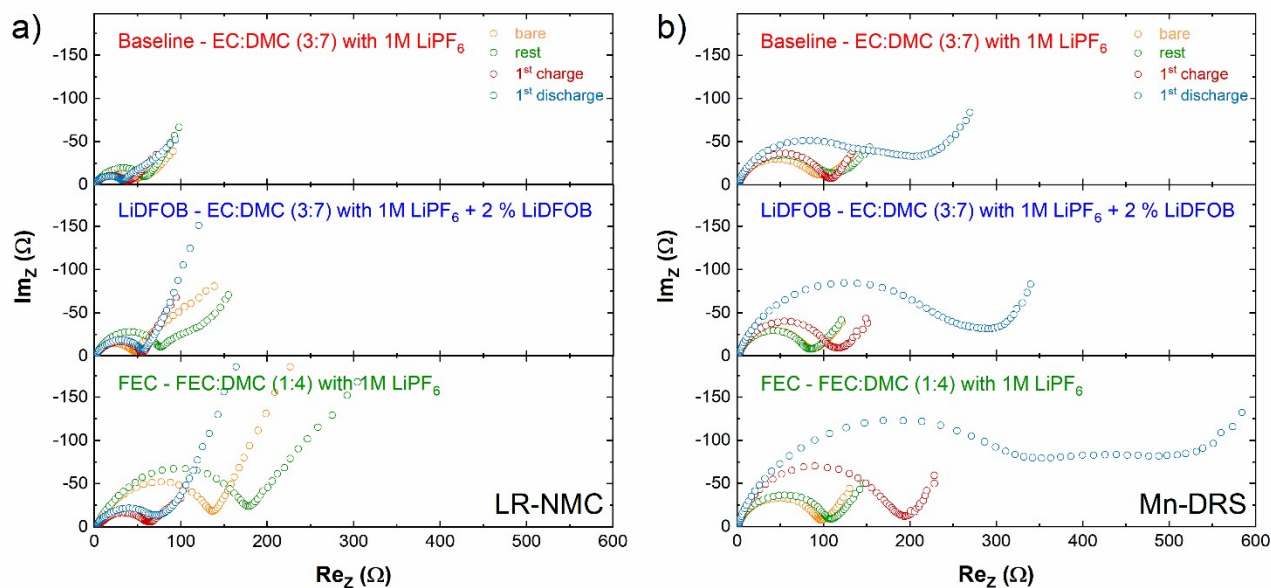 a)
Baseline - EC:DMC (3:7) with 1M LiPF₆
bare
rest
1ˢᵗ charge
1ˢᵗ discharge
-150
-100
-50
0
LiDFOB - EC:DMC (3:7) with 1M LiPF₆ + 2 % LiDFOB
-150
-100
-50
0
FEC - FEC:DMC (1:4) with 1M LiPF₆
-150
-100
-50
0
LR-NMC
0 100 200 300 400 500 600
Im_Z (Ω)
Re_Z (Ω)
b)
Baseline - EC:DMC (3:7) with 1M LiPF₆
bare
rest
1ˢᵗ charge
1ˢᵗ discharge
-150
-100
-50
0
LiDFOB - EC:DMC (3:7) with 1M LiPF₆ + 2 % LiDFOB
-150
-100
-50
0
FEC - FEC:DMC (1:4) with 1M LiPF₆
-150
-100
-50
0
Mn-DRS
0 100 200 300 400 500 600
Im_Z (Ω)
Re_Z (Ω)